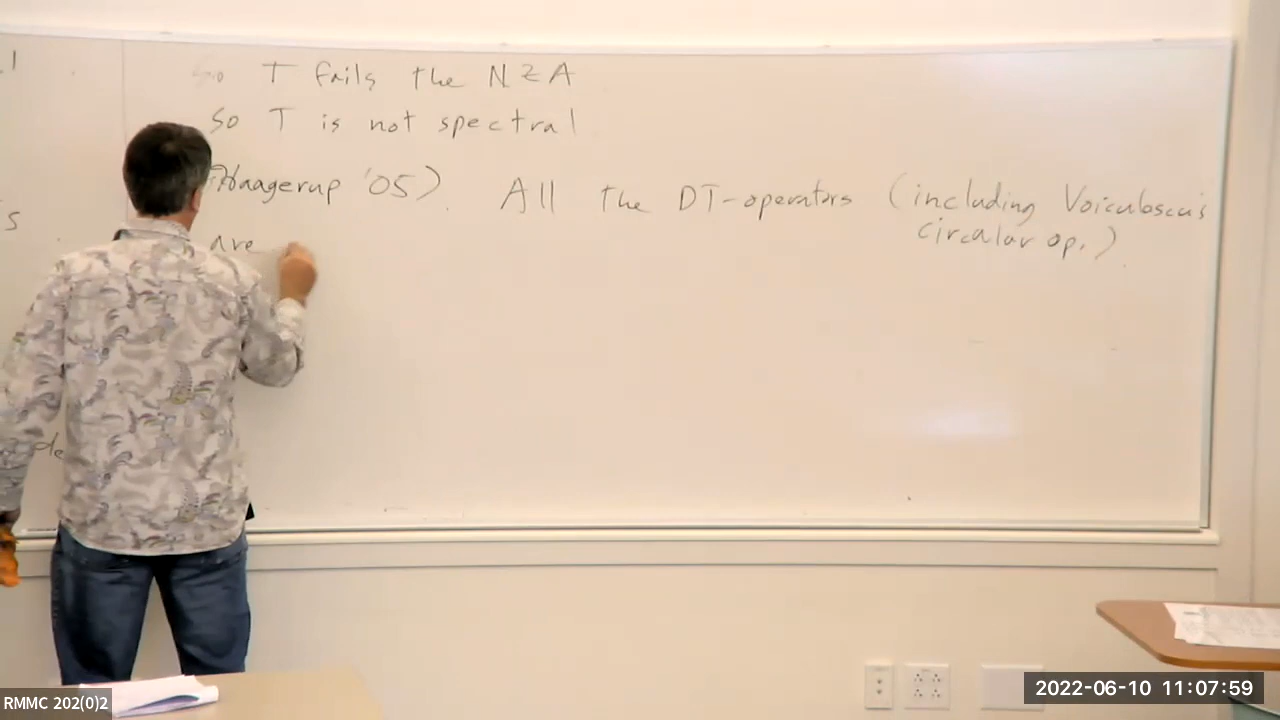 T fails the NZA
So T is not spectral
Haagerup '05). All the DT-operators (including Voiculescu's
circular op.)
are
de
RMMC 202(0)2
2022-06-10 11:07:59